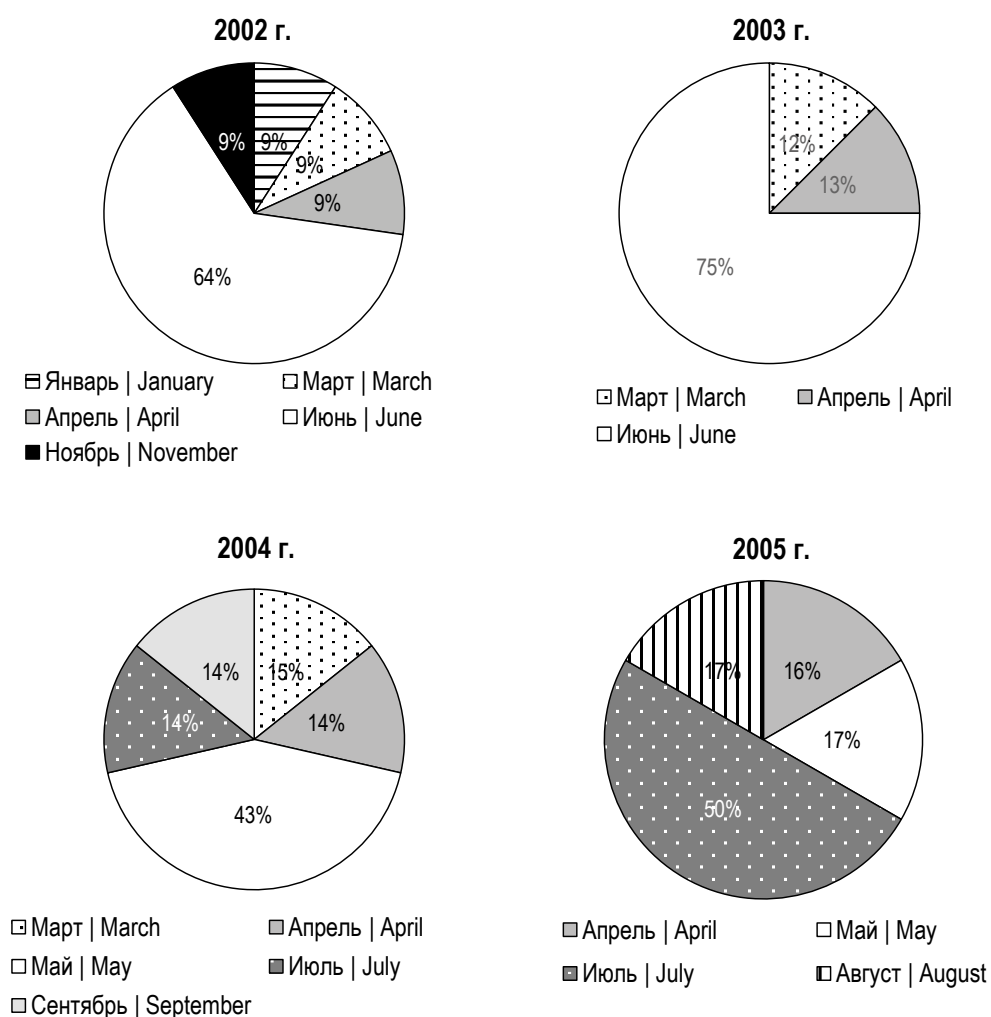 2002 г.
9%
9%
9%
9%
64%
Январь | January
Март | March
Апрель | April
Июнь | June
Ноябрь | November
2003 г.
12%
13%
75%
Март | March
Апрель | April
Июнь | June
2004 г.
14%
15%
14%
14%
43%
Март | March
Апрель | April
Май | May
Июль | July
Сентябрь | September
2005 г.
17%
16%
17%
50%
Апрель | April
Май | May
Июль | July
Август | August